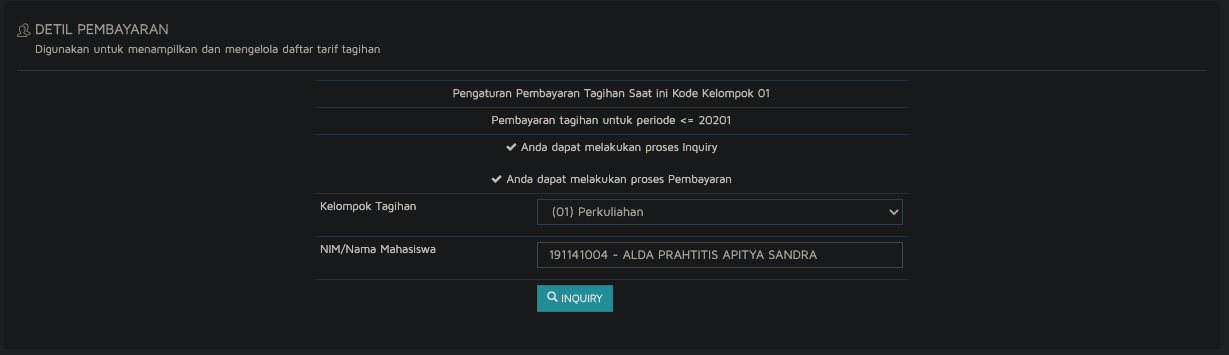 DETIL PEMBAYARAN
Digunakan untuk menampilkan dan mengelola daftar tarif tagihan
Pengaturan Pembayaran Tagihan Saat ini Kode Kelompok 01
Pembayaran tagihan untuk periode <= 20201
✔ Anda dapat melakukan proses Inquiry
✔ Anda dapat melakukan proses Pembayaran
Kelompok Tagihan
(01) Perkuliahan
NIM/Nama Mahasiswa
191141004 - ALDA PRAHTITIS APITYA SANDRA
INQUIRY